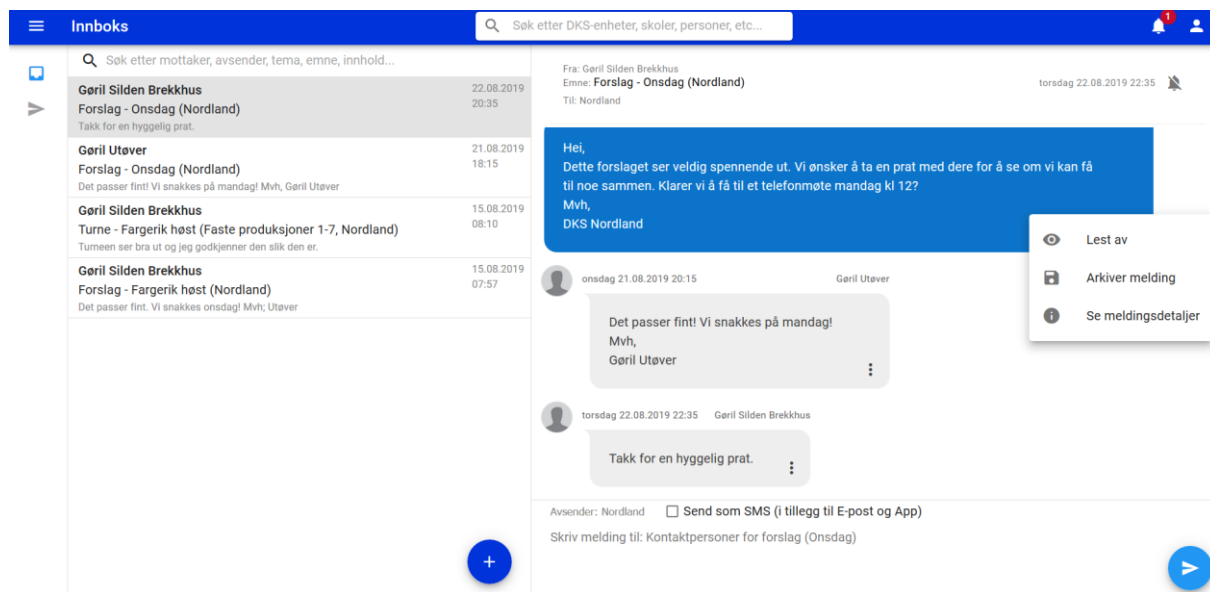 Innboks
Søk etter DKS-enheter, skoler, personer, etc...
1
Søk etter mottaker, avsender, tema, emne, innhold...
Gøril Silden Brekkhus 22.08.2019
Forslag - Onsdag (Nordland) 20:35
Takk for en hyggelig prat.
Gøril Utøver 21.08.2019
Forslag - Onsdag (Nordland) 18:15
Det passer fint! Vi snakkes på mandag! Mvh, Gøril Utøver
Gøril Silden Brekkhus 15.08.2019
Turne - Fargerik høst (Faste produksjoner 1-7, Nordland) 08:10
Turneen ser bra ut og jeg godkjenner den slik den er.
Gøril Silden Brekkhus 15.08.2019
Forslag - Fargerik høst (Nordland) 07:57
Det passer fint. Vi snakkes onsdag! Mvh; Utøver
+
Fra: Gøril Silden Brekkhus
Emne: Forslag - Onsdag (Nordland)
torsdag 22.08.2019 22:35
Til: Nordland
Hei,
Dette forslaget ser veldig spennende ut. Vi ønsker å ta en prat med dere for å se om vi kan få
til noe sammen. Klarer vi å få til et telefonmøte mandag kl 12?
Mvh,
DKS Nordland
Lest av
Arkiver melding
Se meldingsdetaljer
onsdag 21.08.2019 20:15 Gøril Utøver
Det passer fint! Vi snakkes på mandag!
Mvh,
Gøril Utøver
torsdag 22.08.2019 22:35 Gøril Silden Brekkhus
Takk for en hyggelig prat.
Avsender: Nordland Send som SMS (i tillegg til E-post og App)
Skriv melding til: Kontaktpersoner for forslag (Onsdag)